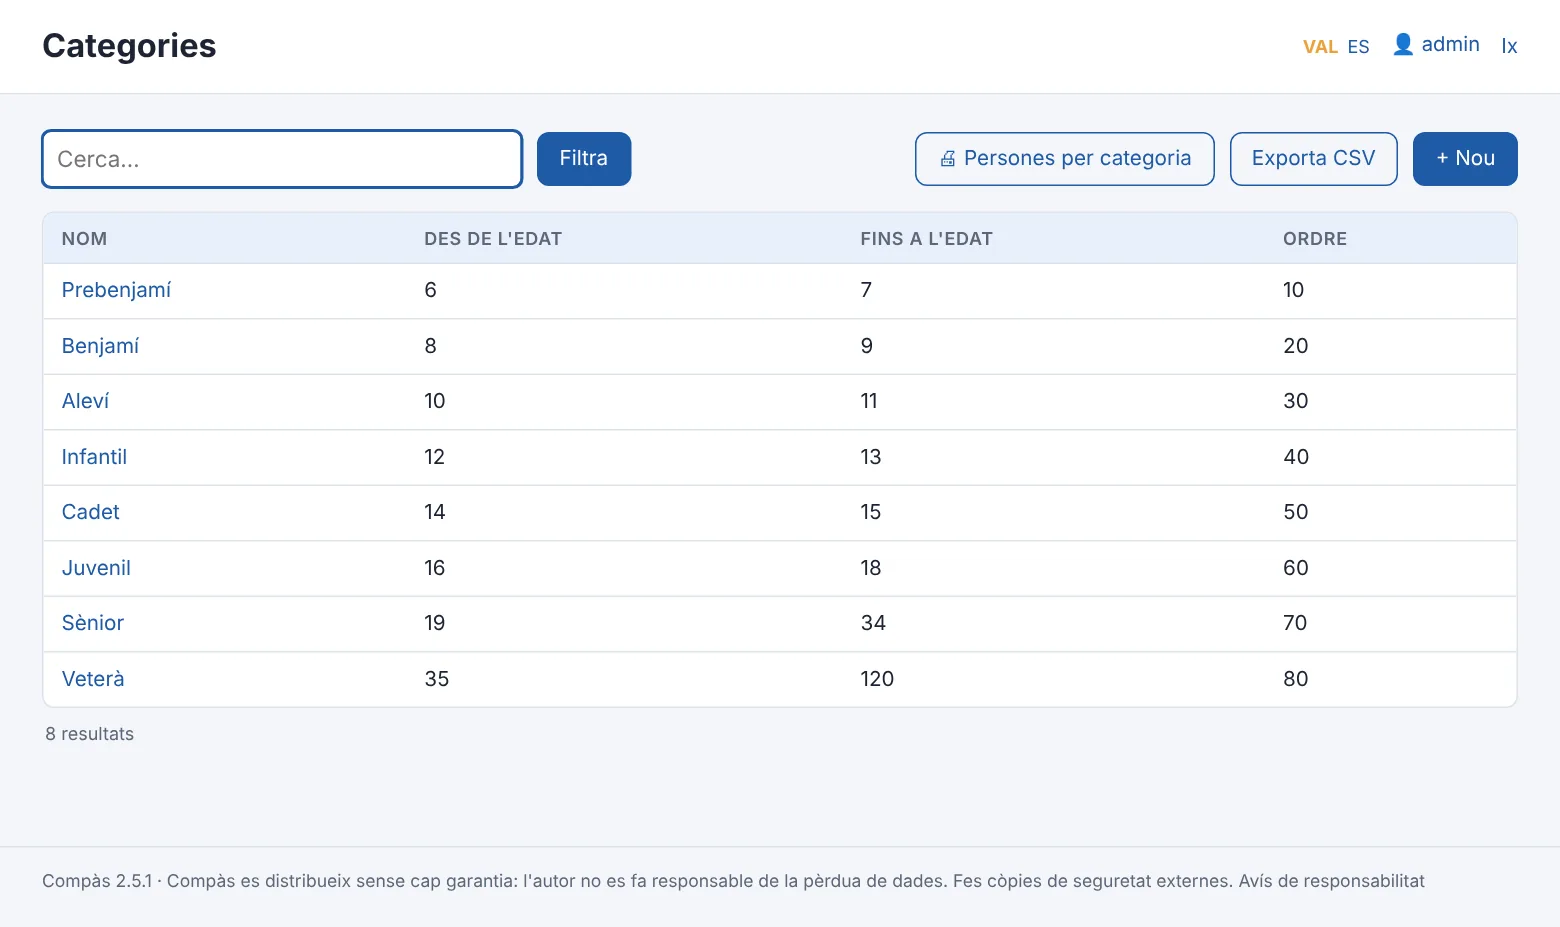 Categories
VAL ES admin Ix
Cerca... Filtra Persones per categoria Exporta CSV + Nou
NOM DES DE L'EDAT FINS A L'EDAT ORDRE
Prebenjamí 6 7 10
Benjamí 8 9 20
Aleví 10 11 30
Infantil 12 13 40
Cadet 14 15 50
Juvenil 16 18 60
Sènior 19 34 70
Veterà 35 120 80
8 resultats
Compàs 2.5.1 · Compàs es distribueix sense cap garantia: l'autor no es fa responsable de la pèrdua de dades. Fes còpies de seguretat externes. Avís de responsabilitat